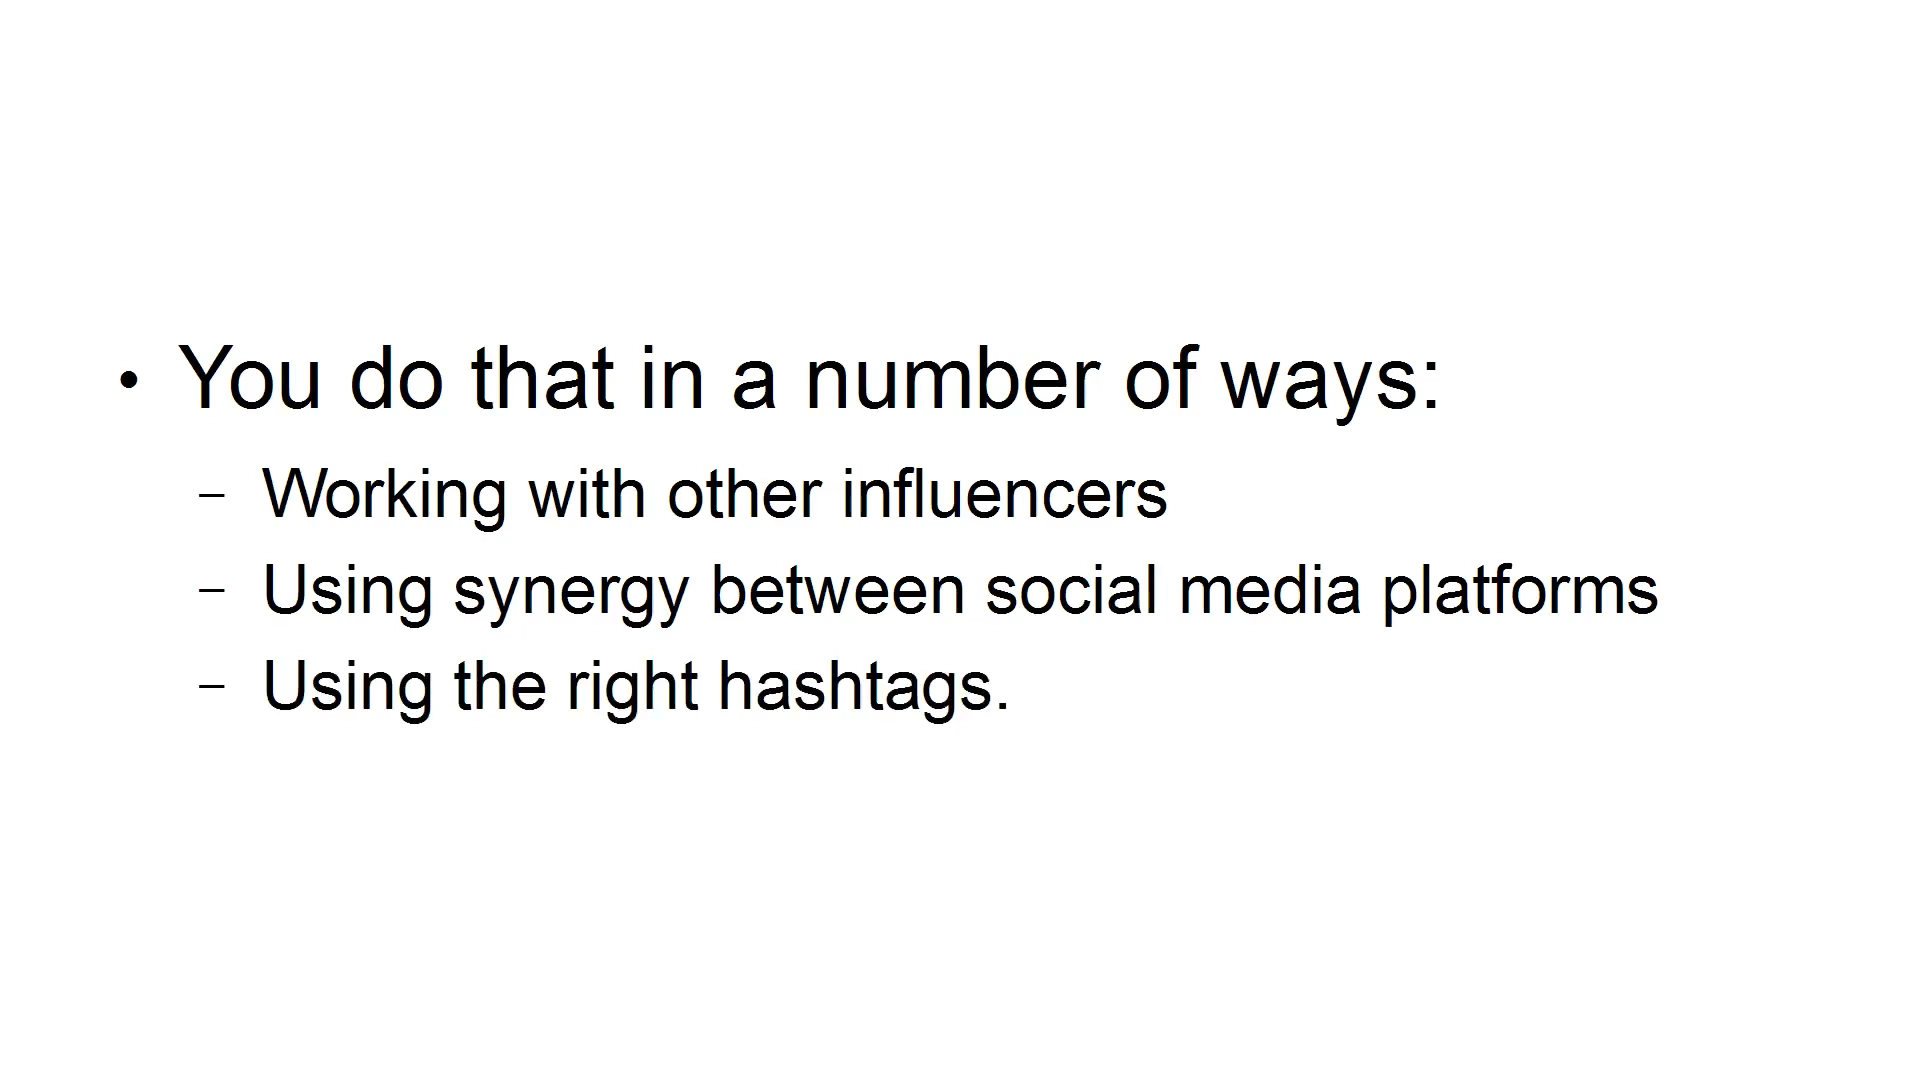 • You do that in a number of ways:
– Working with other influencers
– Using synergy between social media platforms
– Using the right hashtags.